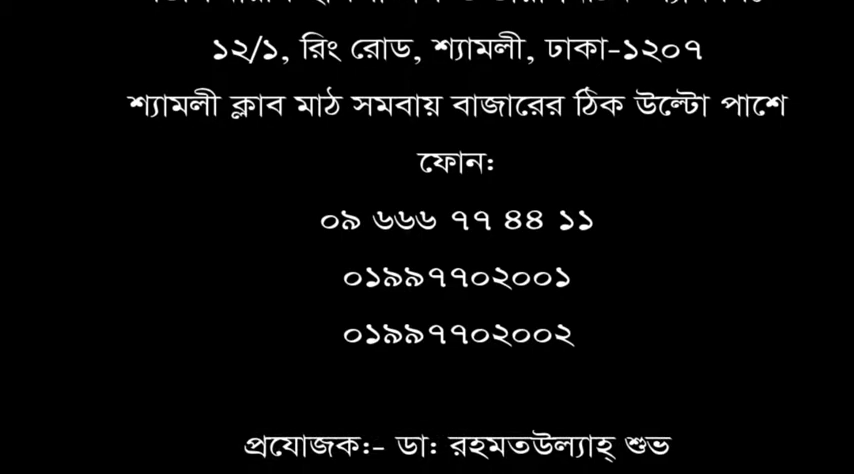 ১২/১, রিং রোড, শ্যামলী, ঢাকা-১২০৭
শ্যামলী ক্লাব মাঠ সমবায় বাজারের ঠিক উল্টো পাশে
ফোন:
০৯ ৬৬৬ ৭৭ ৪৪ ১১
০১৯৯৭৭০২০০১
০১৯৯৭৭০২০০২
প্রযোজক:- ডা: রহমতউল্যাহ্ শুভ